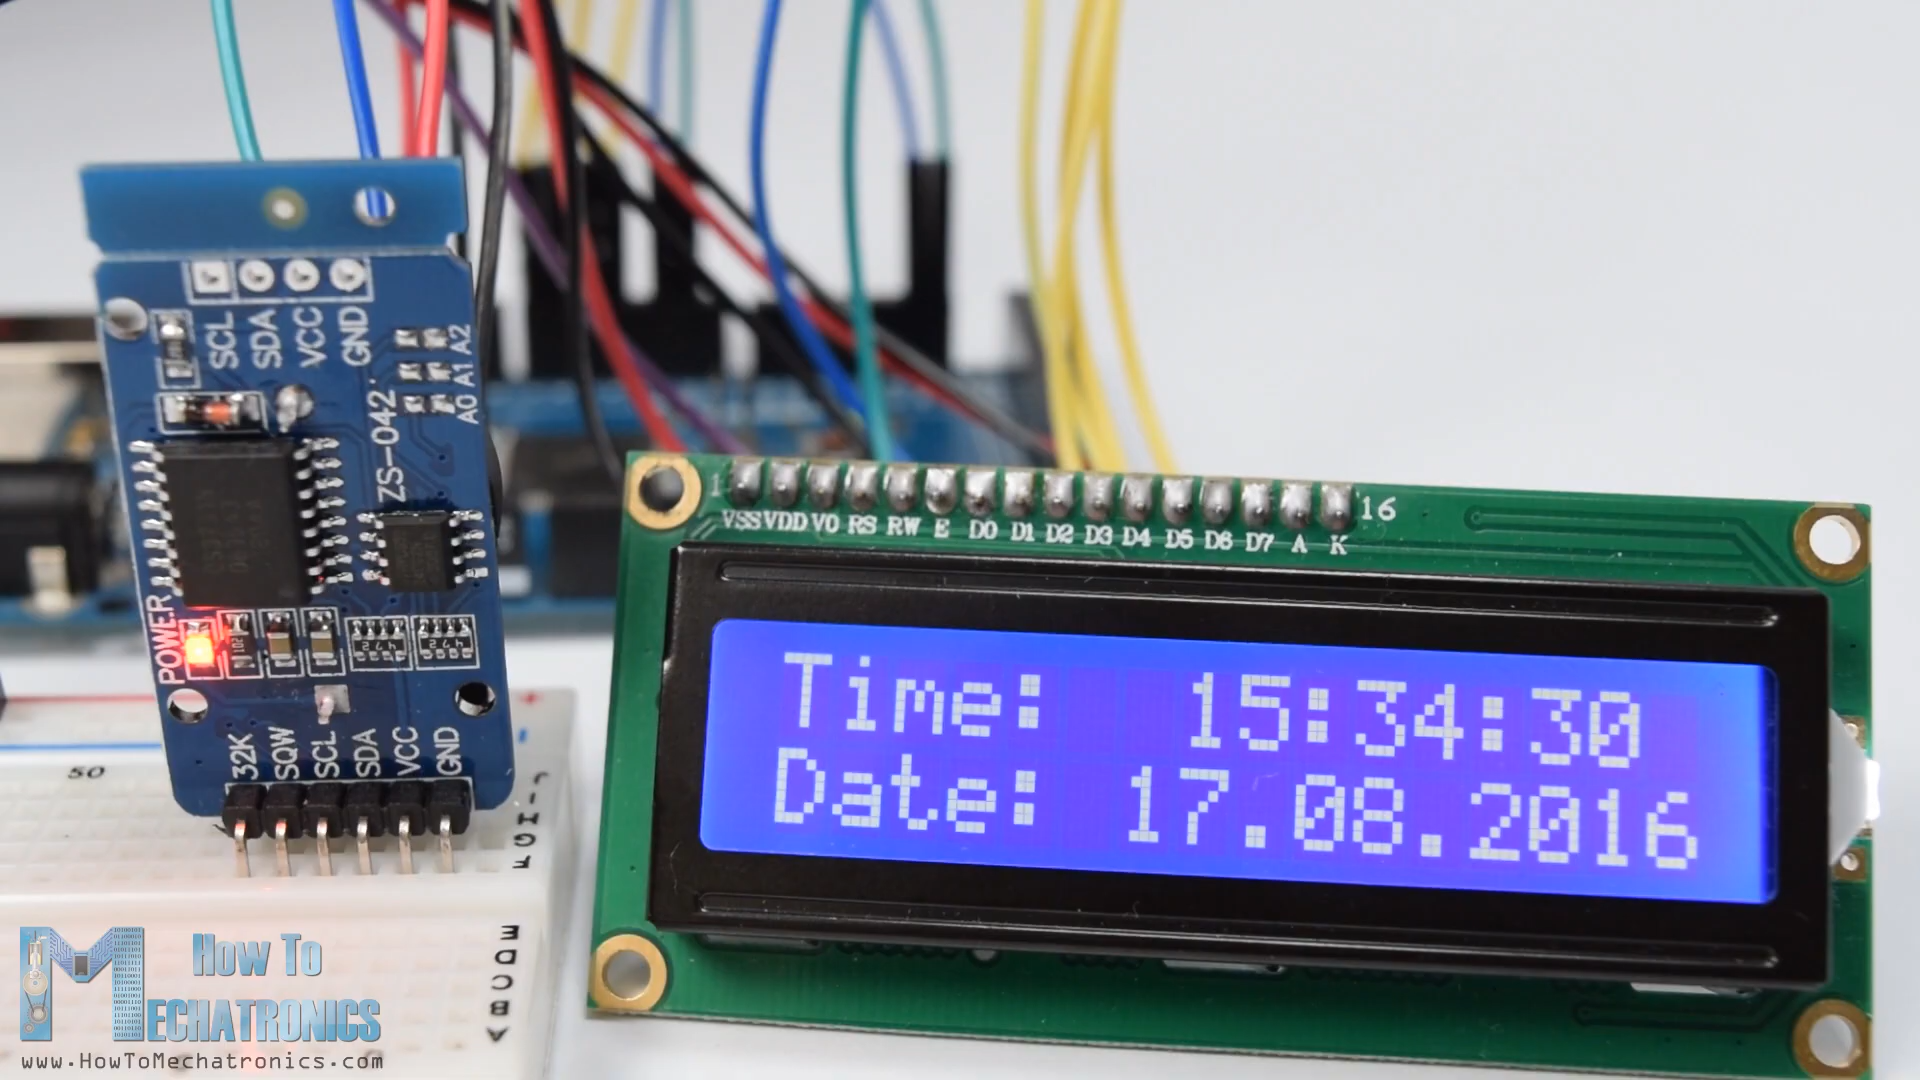 SCL SDA VCC GND
A0 A1 A2
ZS-042
POWER
32K SQW SCL SDA VCC GND
50
1 16
VSS VDD V0 RS RW E D0 D1 D2 D3 D4 D5 D6 D7 A K
Time: 15:34:30
Date: 17.08.2016
How To
Mechatronics
www.HowToMechatronics.com